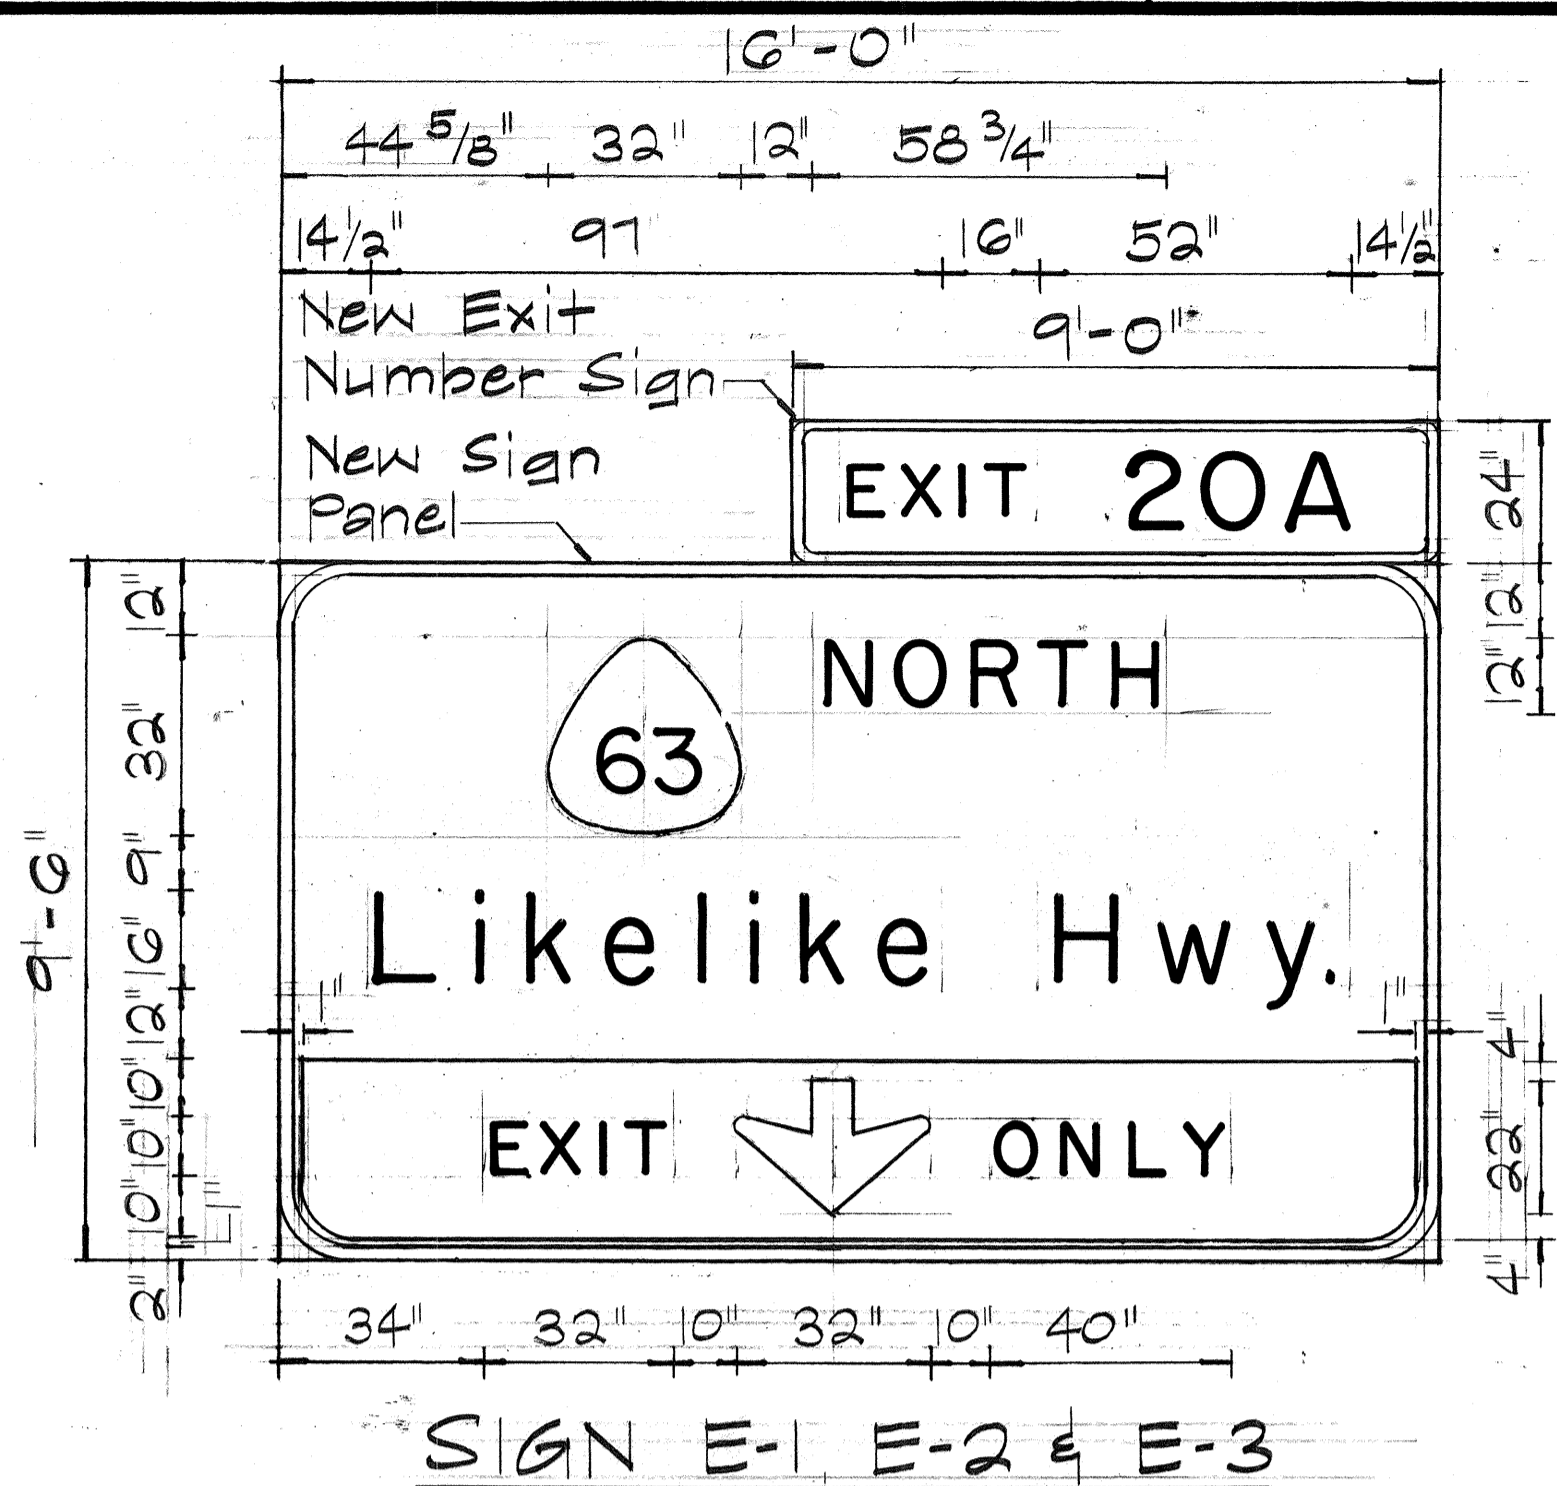 16'-0"
44 5/8" 32" 12" 58 3/4"
14 1/2" 97 16" 52" 14 1/2"
New Exit
Number Sign
9'-0"
New Sign
Panel
EXIT 20A
24"
12"
12"
9'-6"
12"
32"
9"
16"
12"
10"
10"
10"
2"
1"
NORTH
63
Likelike Hwy.
1" 1"
EXIT ONLY
4"
22"
4"
34" 32" 10" 32" 10" 40"
SIGN E-1, E-2 & E-3